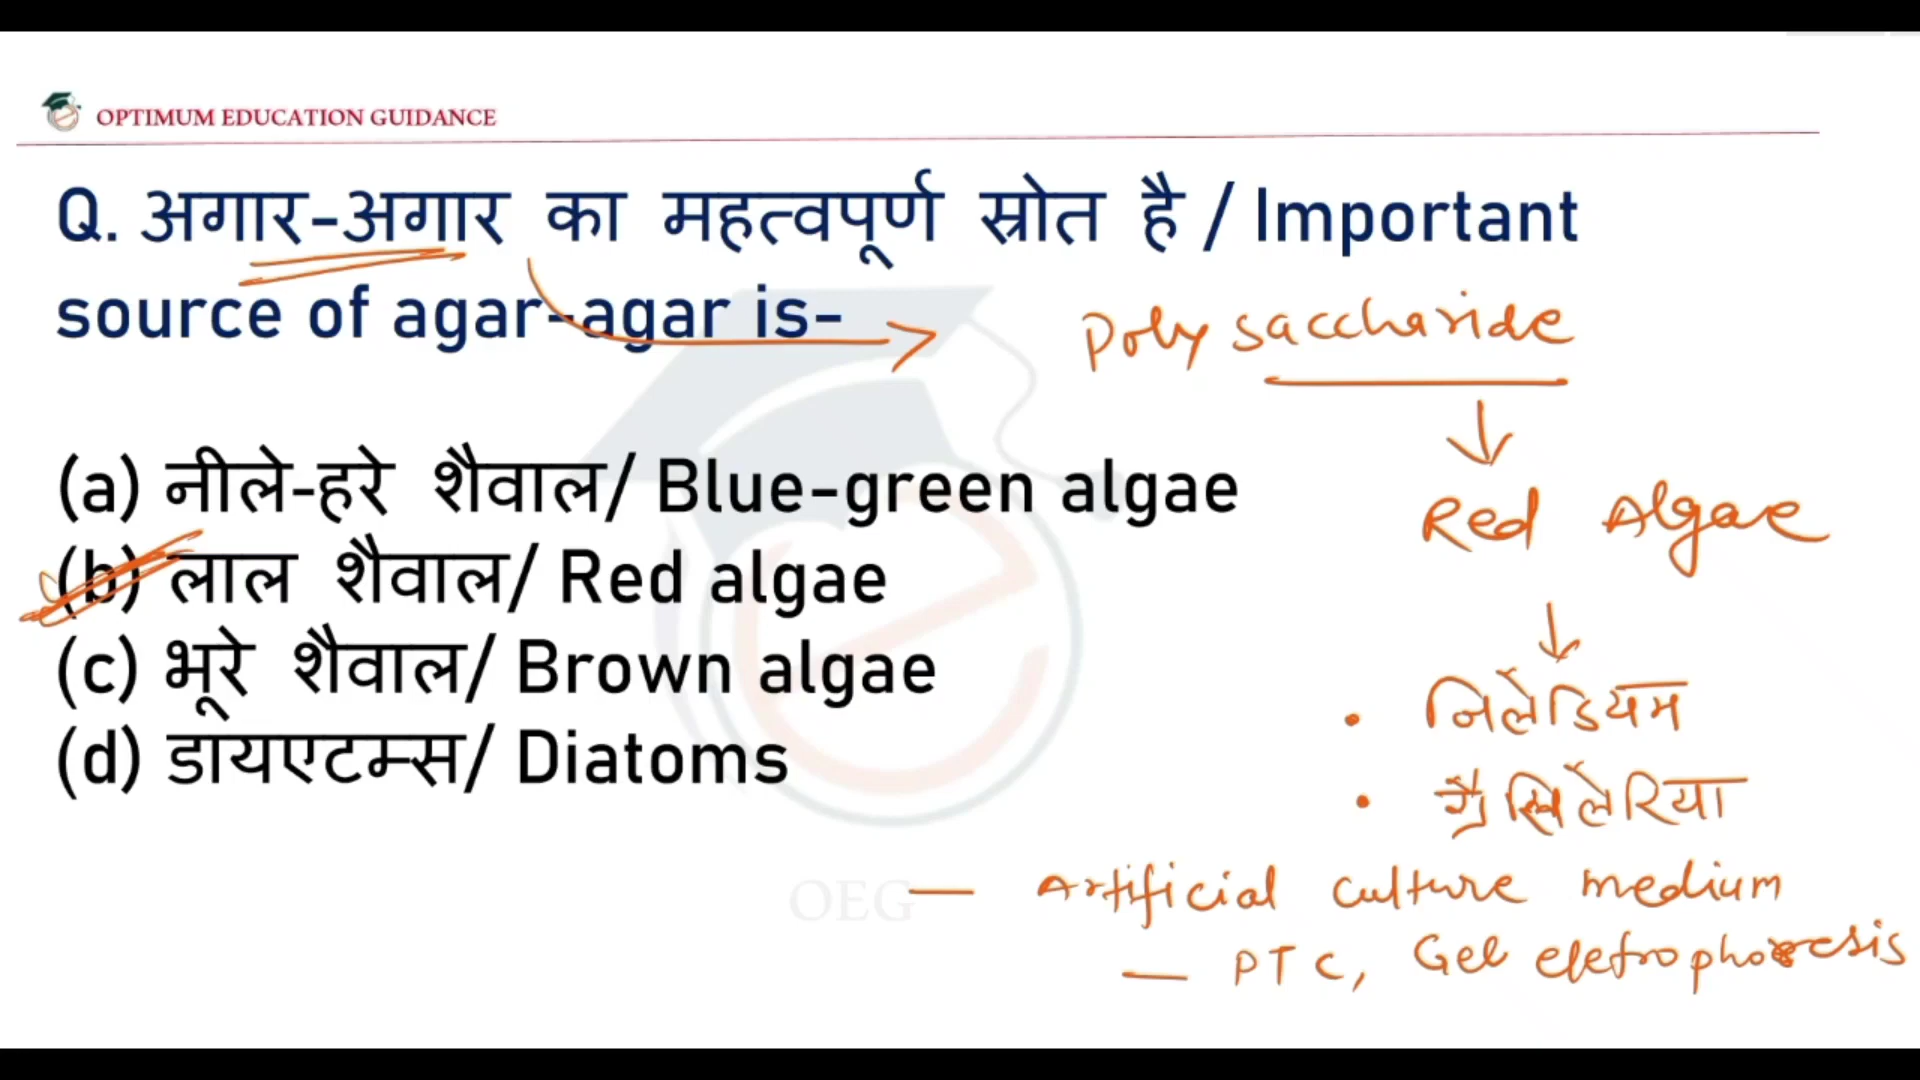 OPTIMUM EDUCATION GUIDANCE
Q. अगार-अगार का महत्वपूर्ण स्रोत है / Important
source of agar-agar is-
Poly saccharide
(a) नीले-हरे शैवाल/ Blue-green algae
Red Algae
(b) लाल शैवाल/ Red algae
(c) भूरे शैवाल/ Brown algae
• जिलेडियम
(d) डायएटम्स/ Diatoms
• ग्रैसिलेरिया
OEG
— Artificial culture medium
— PTC, Gel eletrophoresis